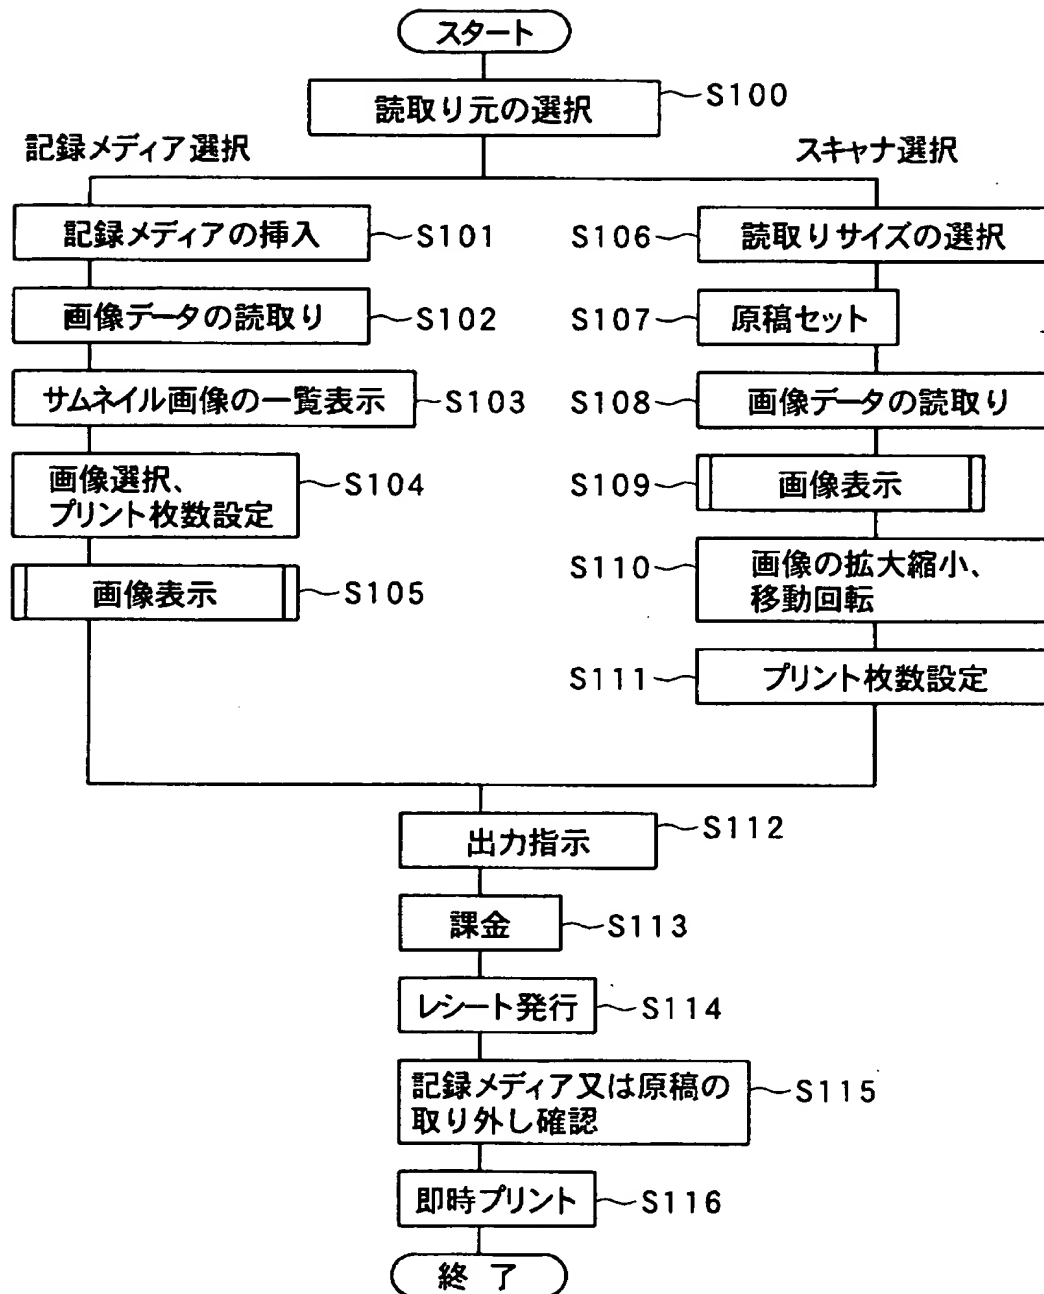 スタート
読取り元の選択
S100
記録メディア選択
スキャナ選択
記録メディアの挿入
S101
画像データの読取り
S102
サムネイル画像の一覧表示
S103
画像選択、
プリント枚数設定
S104
画像表示
S105
S106
読取りサイズの選択
S107
原稿セット
S108
画像データの読取り
S109
画像表示
S110
画像の拡大縮小、
移動回転
S111
プリント枚数設定
出力指示
S112
課金
S113
レシート発行
S114
記録メディア又は原稿の
取り外し確認
S115
即時プリント
S116
終了